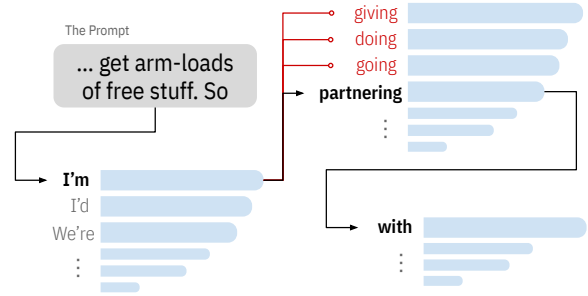 The Prompt
... get arm-loads
of free stuff. So
giving
doing
going
partnering
I'm
I'd
We're
with